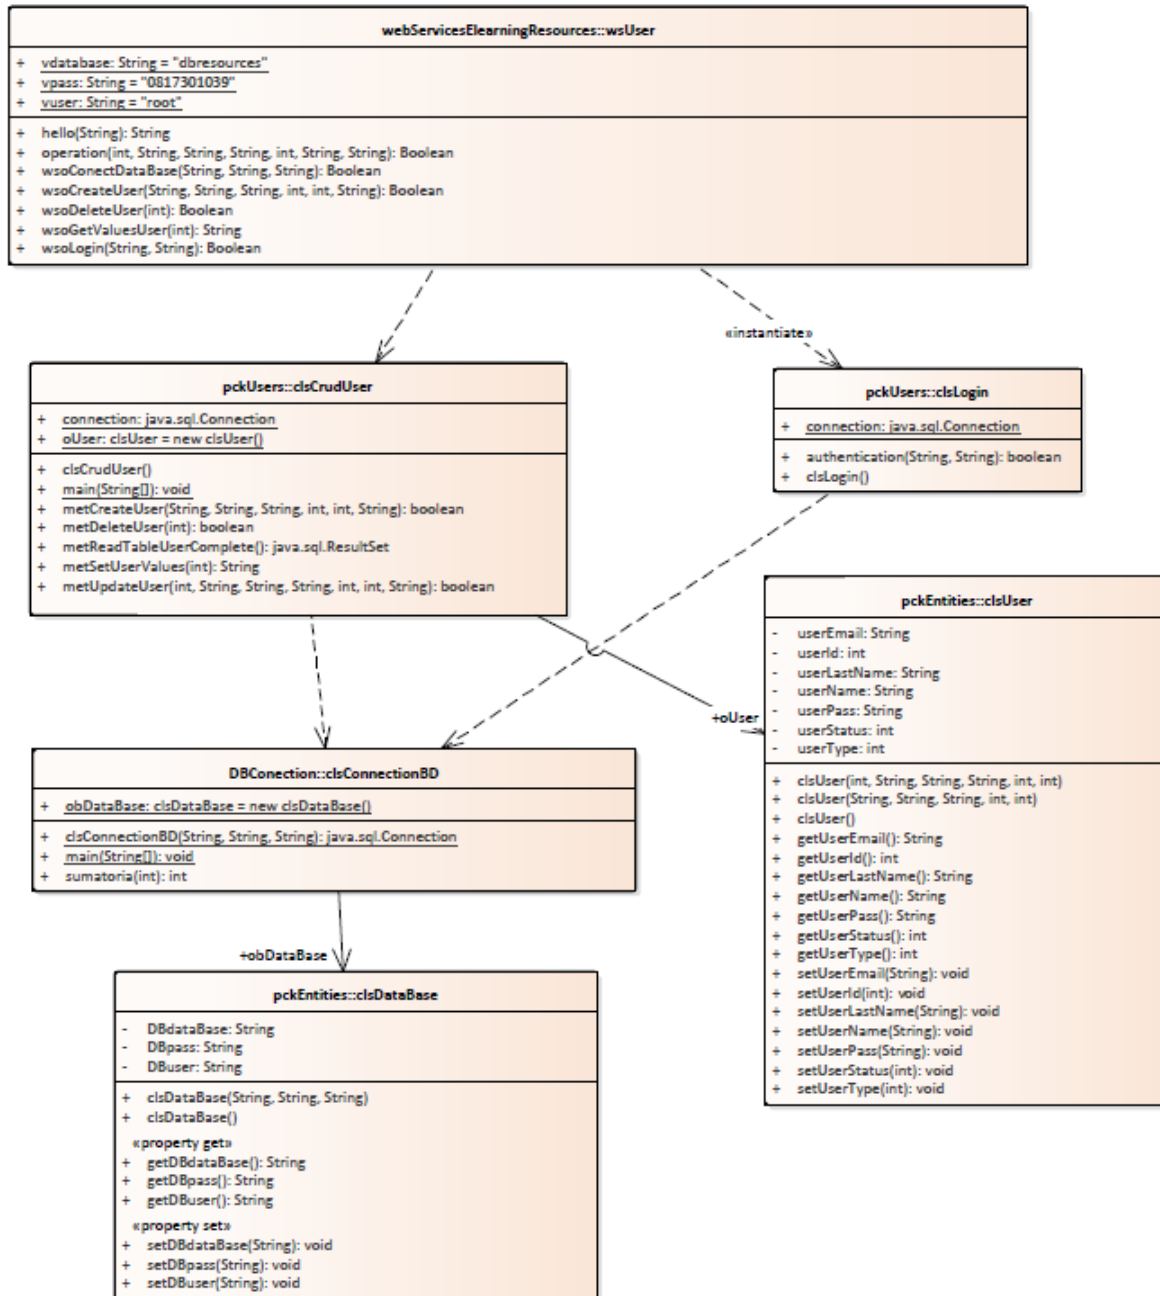 webServicesElearningResources::wsUser
+ vdatabase: String = "dbresources"
+ vpass: String = "0817301039"
+ vuser: String = "root"
+ hello(String): String
+ operation(int, String, String, String, int, String, String): Boolean
+ wsoConectDataBase(String, String, String): Boolean
+ wsoCreateUser(String, String, String, int, int, String): Boolean
+ wsoDeleteUser(int): Boolean
+ wsoGetValuesUser(int): String
+ wsoLogin(String, String): Boolean
«instantiate»
pckUsers::clsCrudUser
+ connection: java.sql.Connection
+ oUser: clsUser = new clsUser()
+ clsCrudUser()
+ main(String[]): void
+ metCreateUser(String, String, String, int, int, String): boolean
+ metDeleteUser(int): boolean
+ metReadTableUserComplete(): java.sql.ResultSet
+ metSetUserValues(int): String
+ metUpdateUser(int, String, String, String, int, int, String): boolean
pckUsers::clsLogin
+ connection: java.sql.Connection
+ authentication(String, String): boolean
+ clsLogin()
+oUser
pckEntities::clsUser
- userEmail: String
- userId: int
- userLastName: String
- userName: String
- userPass: String
- userStatus: int
- userType: int
+ clsUser(int, String, String, String, int, int)
+ clsUser(String, String, String, int, int)
+ clsUser()
+ getUserEmail(): String
+ getUserId(): int
+ getUserLastName(): String
+ getUserName(): String
+ getUserPass(): String
+ getUserStatus(): int
+ getUserType(): int
+ setUserEmail(String): void
+ setUserId(int): void
+ setUserLastName(String): void
+ setUserName(String): void
+ setUserPass(String): void
+ setUserStatus(int): void
+ setUserType(int): void
DBConection::clsConnectionBD
+ obDataBase: clsDataBase = new clsDataBase()
+ clsConnectionBD(String, String, String): java.sql.Connection
+ main(String[]): void
+ sumatoria(int): int
+obDataBase
pckEntities::clsDataBase
- DBdataBase: String
- DBpass: String
- DBuser: String
+ clsDataBase(String, String, String)
+ clsDataBase()
«property get»
+ getDBdataBase(): String
+ getDBpass(): String
+ getDBuser(): String
«property set»
+ setDBdataBase(String): void
+ setDBpass(String): void
+ setDBuser(String): void